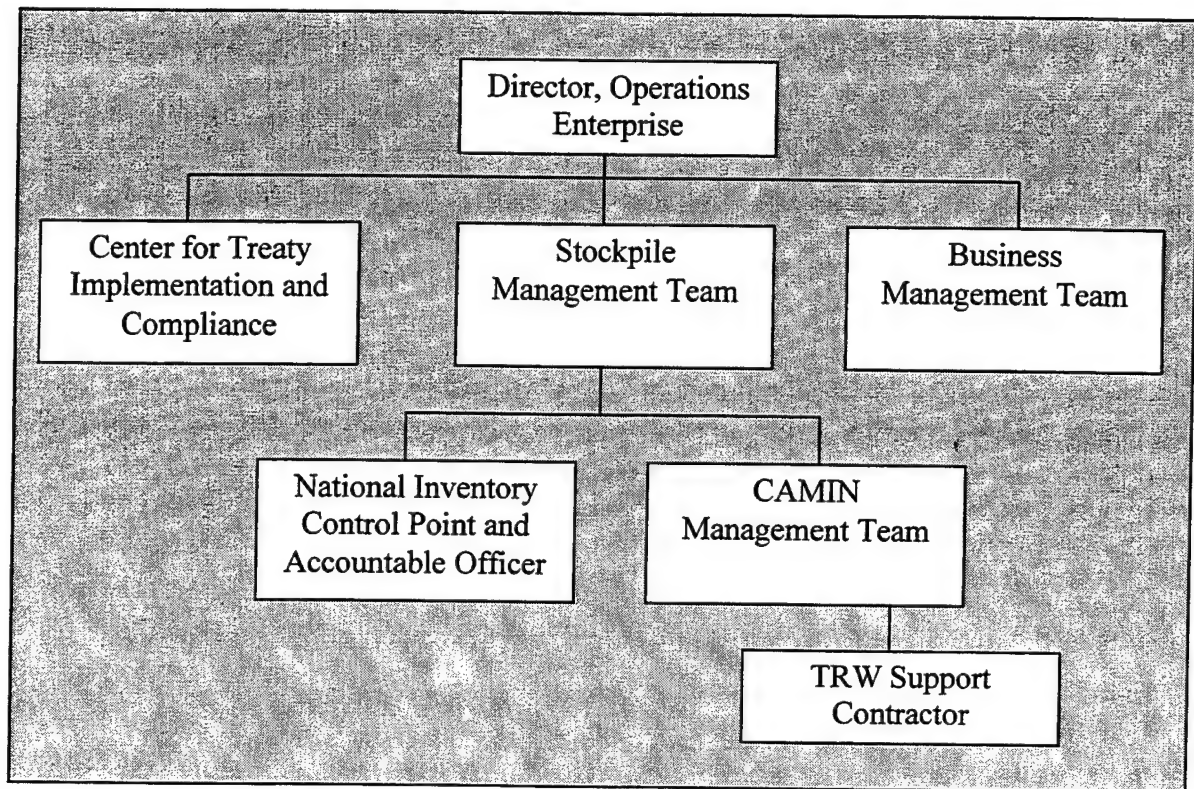 Director, Operations
Enterprise
Center for Treaty
Implementation and
Compliance
Stockpile
Management Team
Business
Management Team
National Inventory
Control Point and
Accountable Officer
CAMIN
Management Team
TRW Support
Contractor